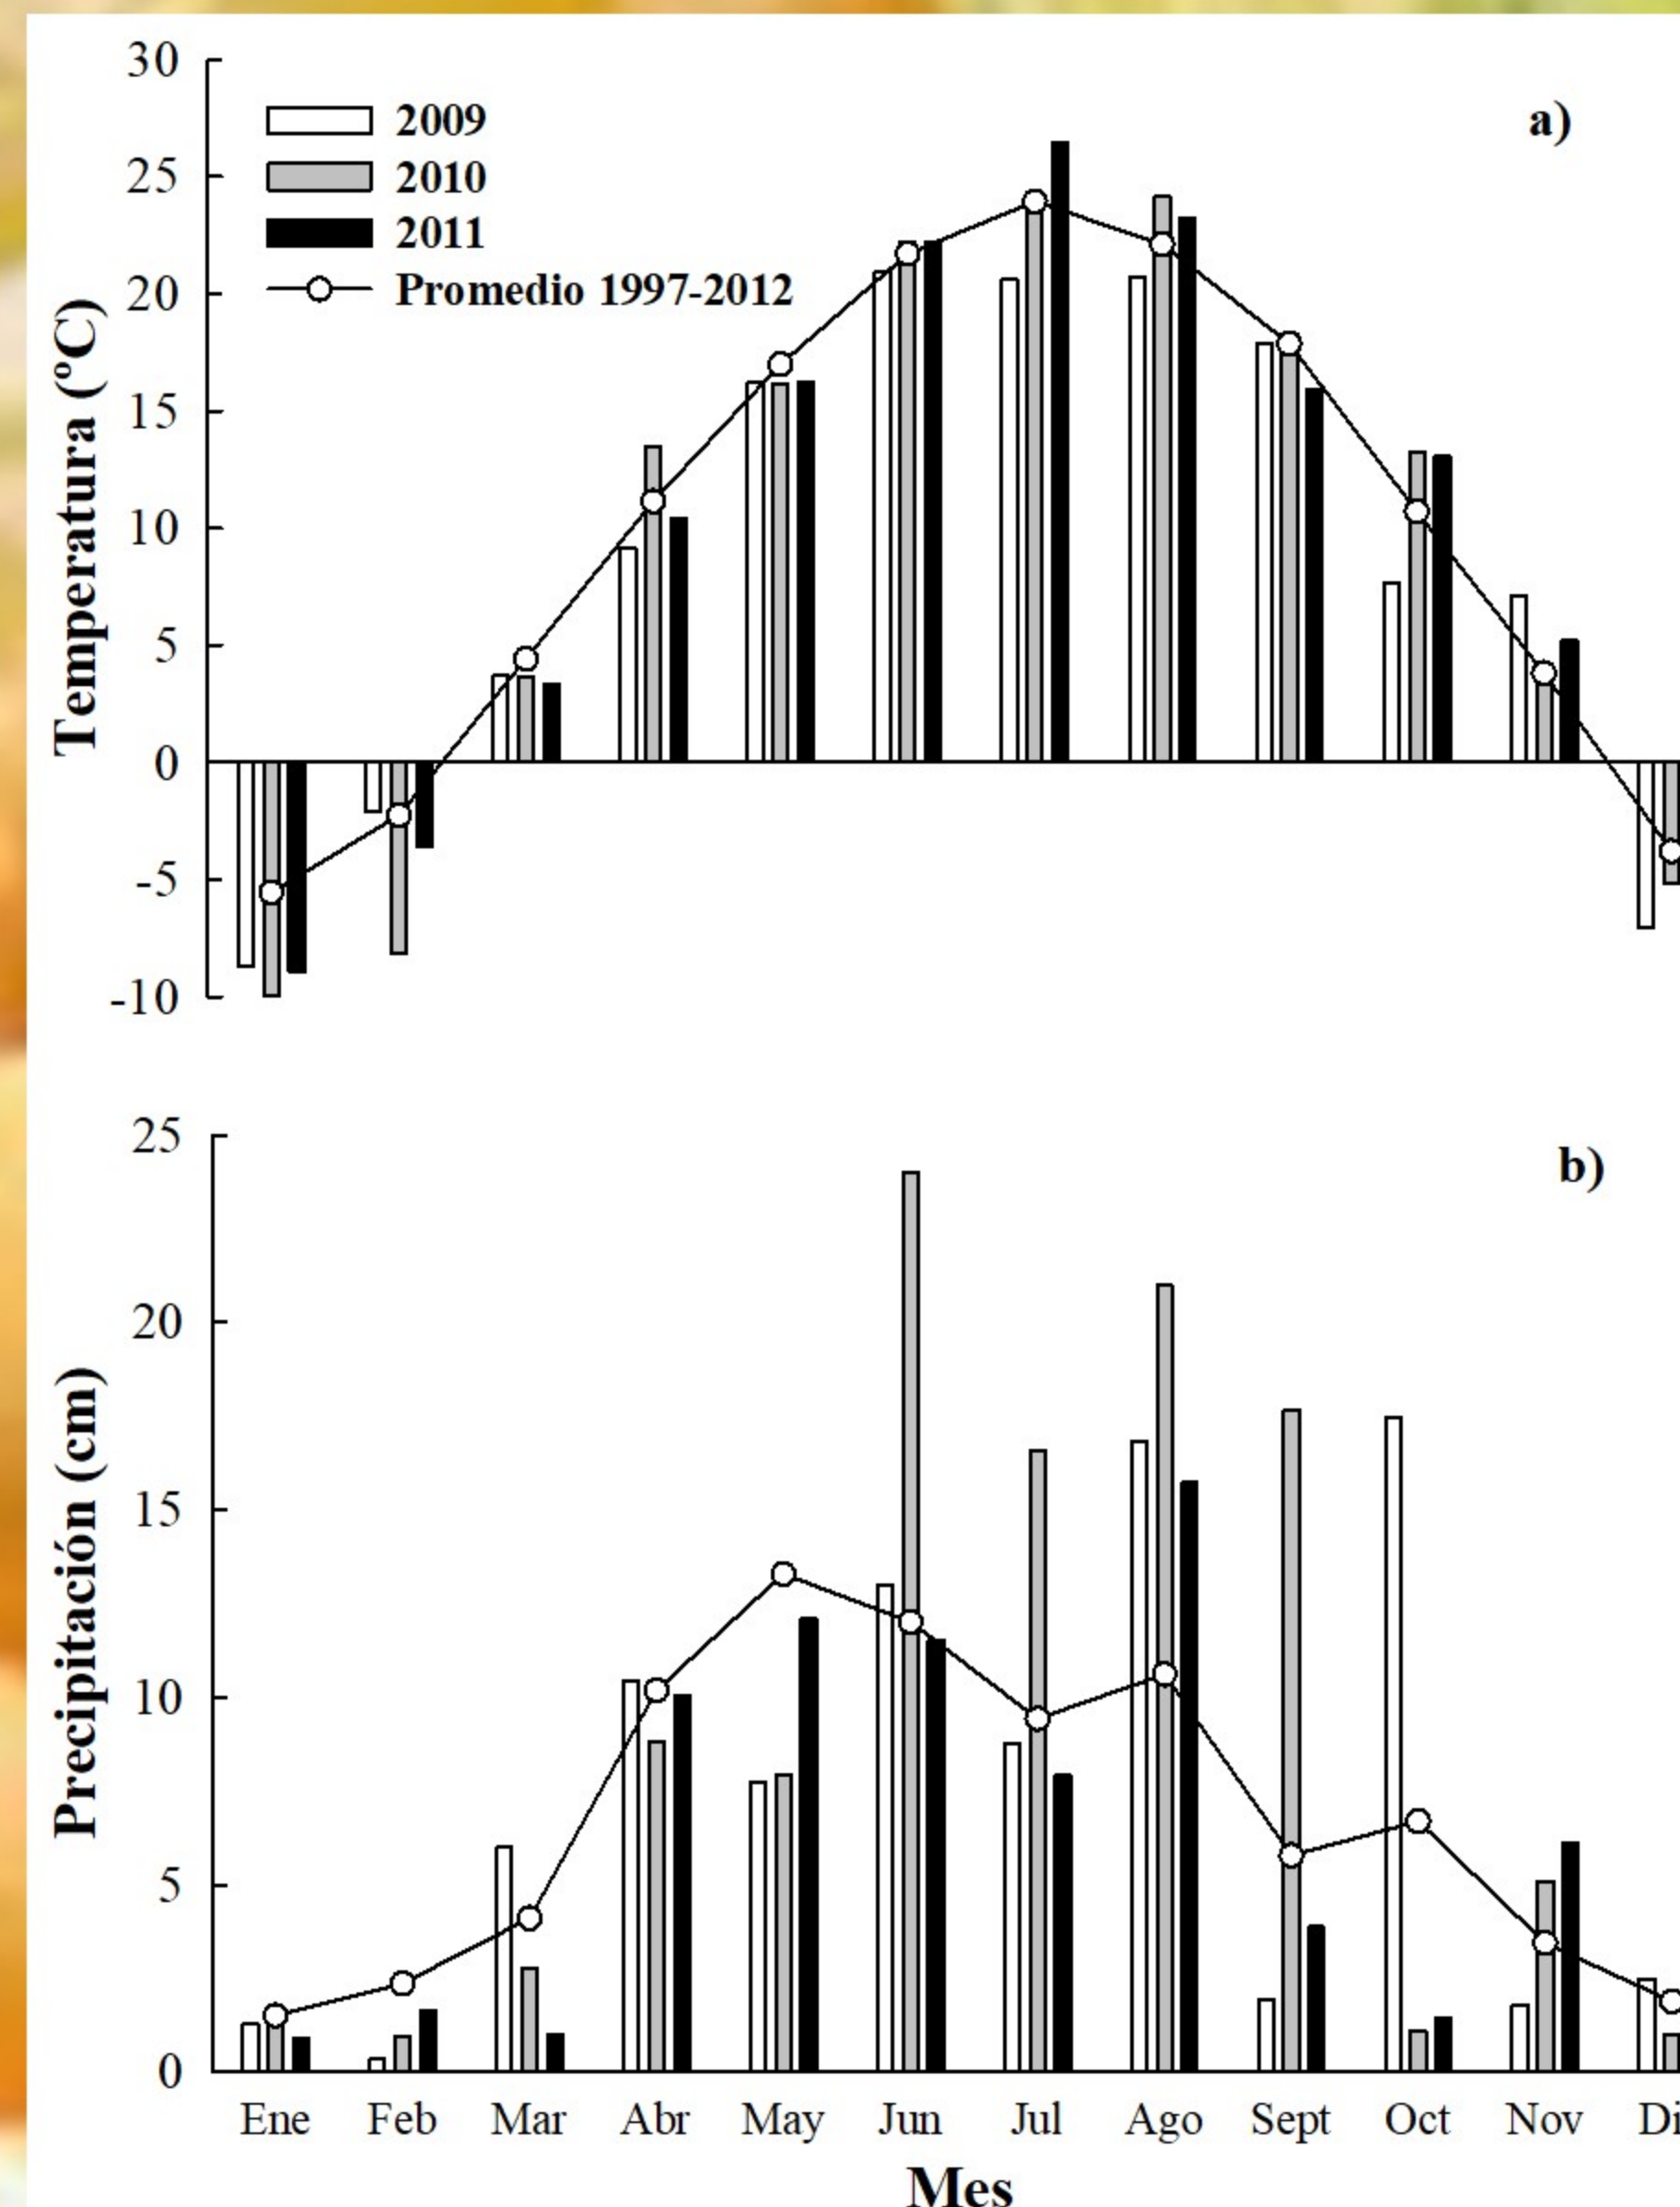 30
a)
2009
2010
25
2011
20
Promedio 1997-2012
15
10
5
0
-5
-10
Temperatura (ºC)
25
b)
20
15
10
5
0
Precipitación (cm)
Ene Feb Mar Abr May Jun Jul Ago Sept Oct Nov Di
Mes